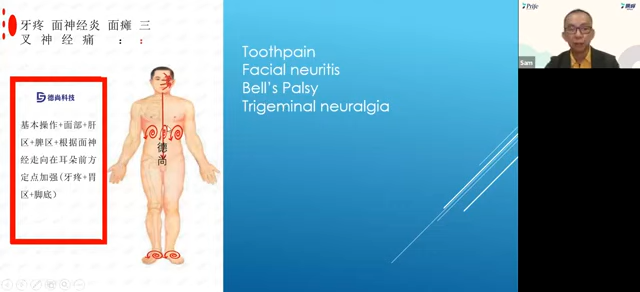 牙疼 面神经炎 面瘫 三
叉 神 经 痛 : :
德尚科技
基本操作+面部+肝
区+脾区+根据面神
经走向在耳朵前方
定点加强(牙疼+胃
区+脚底)
德
尚
Toothpain
Facial neuritis
Bell's Palsy
Trigeminal neuralgia
Prife
Sam